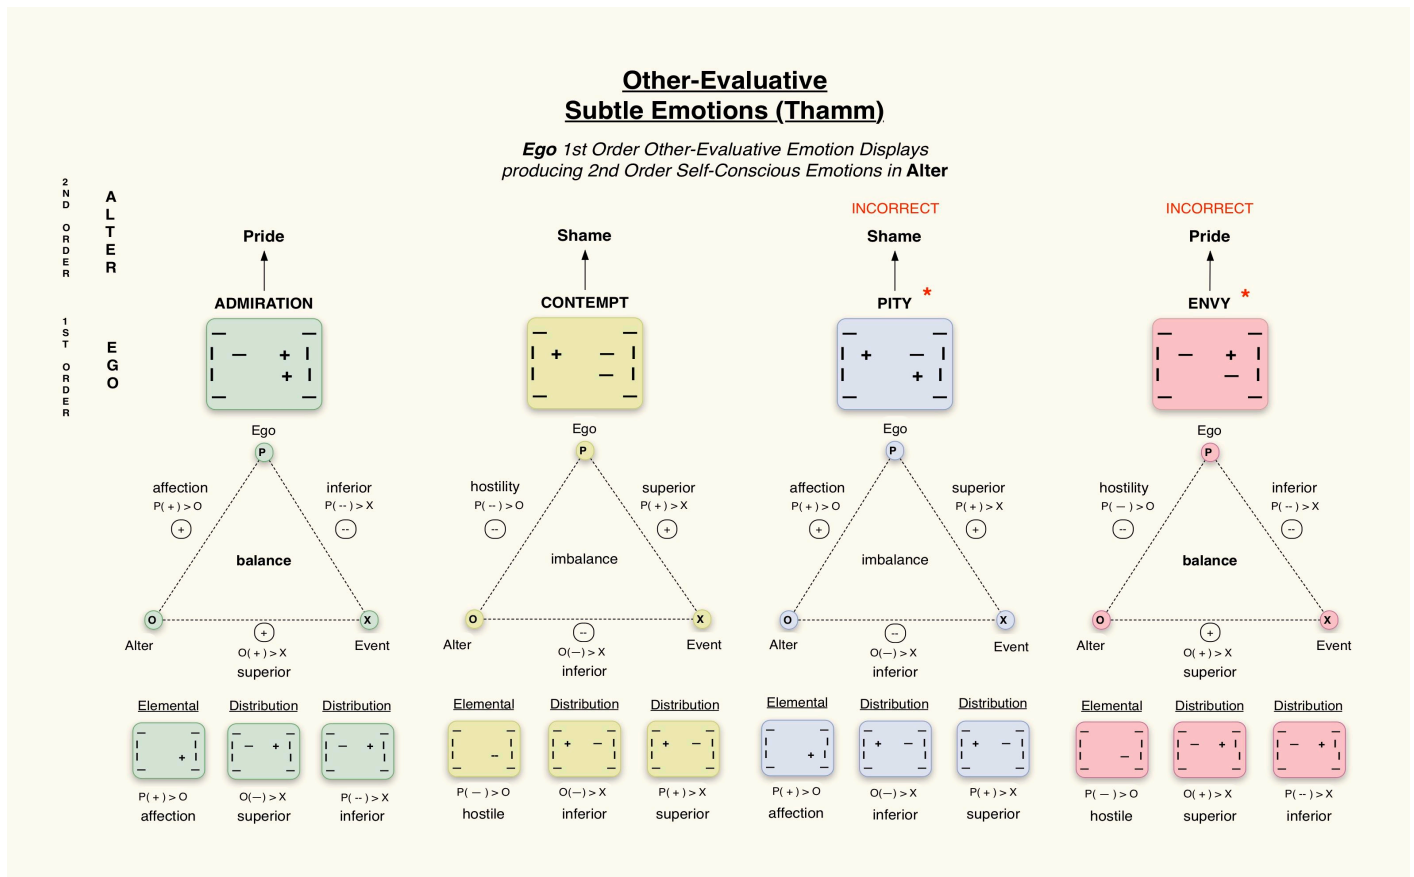 Other-Evaluative
Subtle Emotions (Thamm)
Ego 1st Order Other-Evaluative Emotion Displays
producing 2nd Order Self-Conscious Emotions in Alter
2ND ORDER
ALTER
1ST ORDER
EGO
Pride
ADMIRATION
— —
| — + |
| + |
— —
Ego
P
affection
P( + ) > O
+
inferior
P( -- ) > X
--
balance
O
X
Alter
+
Event
O( + ) > X
superior
Elemental Distribution Distribution
— — — — — —
| | | — + | | — + |
| + | | | | |
— — — — — —
P( + ) > O O(—) > X P( -- ) > X
affection superior inferior
Shame
CONTEMPT
— —
| + — |
| — |
— —
Ego
P
hostility
P( -- ) > O
--
superior
P( + ) > X
+
imbalance
O
X
Alter
--
Event
O(—) > X
inferior
Elemental Distribution Distribution
— — — — — —
| | | + — | | + — |
| — | | | | |
— — — — — —
P( — ) > O O(—) > X P( + ) > X
hostile inferior superior
INCORRECT
Shame
PITY *
— —
| + — |
| + |
— —
Ego
P
affection
P( + ) > O
+
superior
P( + ) > X
+
imbalance
O
X
Alter
--
Event
O(—) > X
inferior
Elemental Distribution Distribution
— — — — — —
| | | + — | | + — |
| + | | | | |
— — — — — —
P( + ) > O O(—) > X P( + ) > X
affection inferior superior
INCORRECT
Pride
ENVY *
— —
| — + |
| — |
— —
Ego
P
hostility
P( — ) > O
--
inferior
P( -- ) > X
--
balance
O
X
Alter
+
Event
O( + ) > X
superior
Elemental Distribution Distribution
— — — — — —
| | | — + | | — + |
| — | | | | |
— — — — — —
P( — ) > O O( + ) > X P( -- ) > X
hostile superior inferior